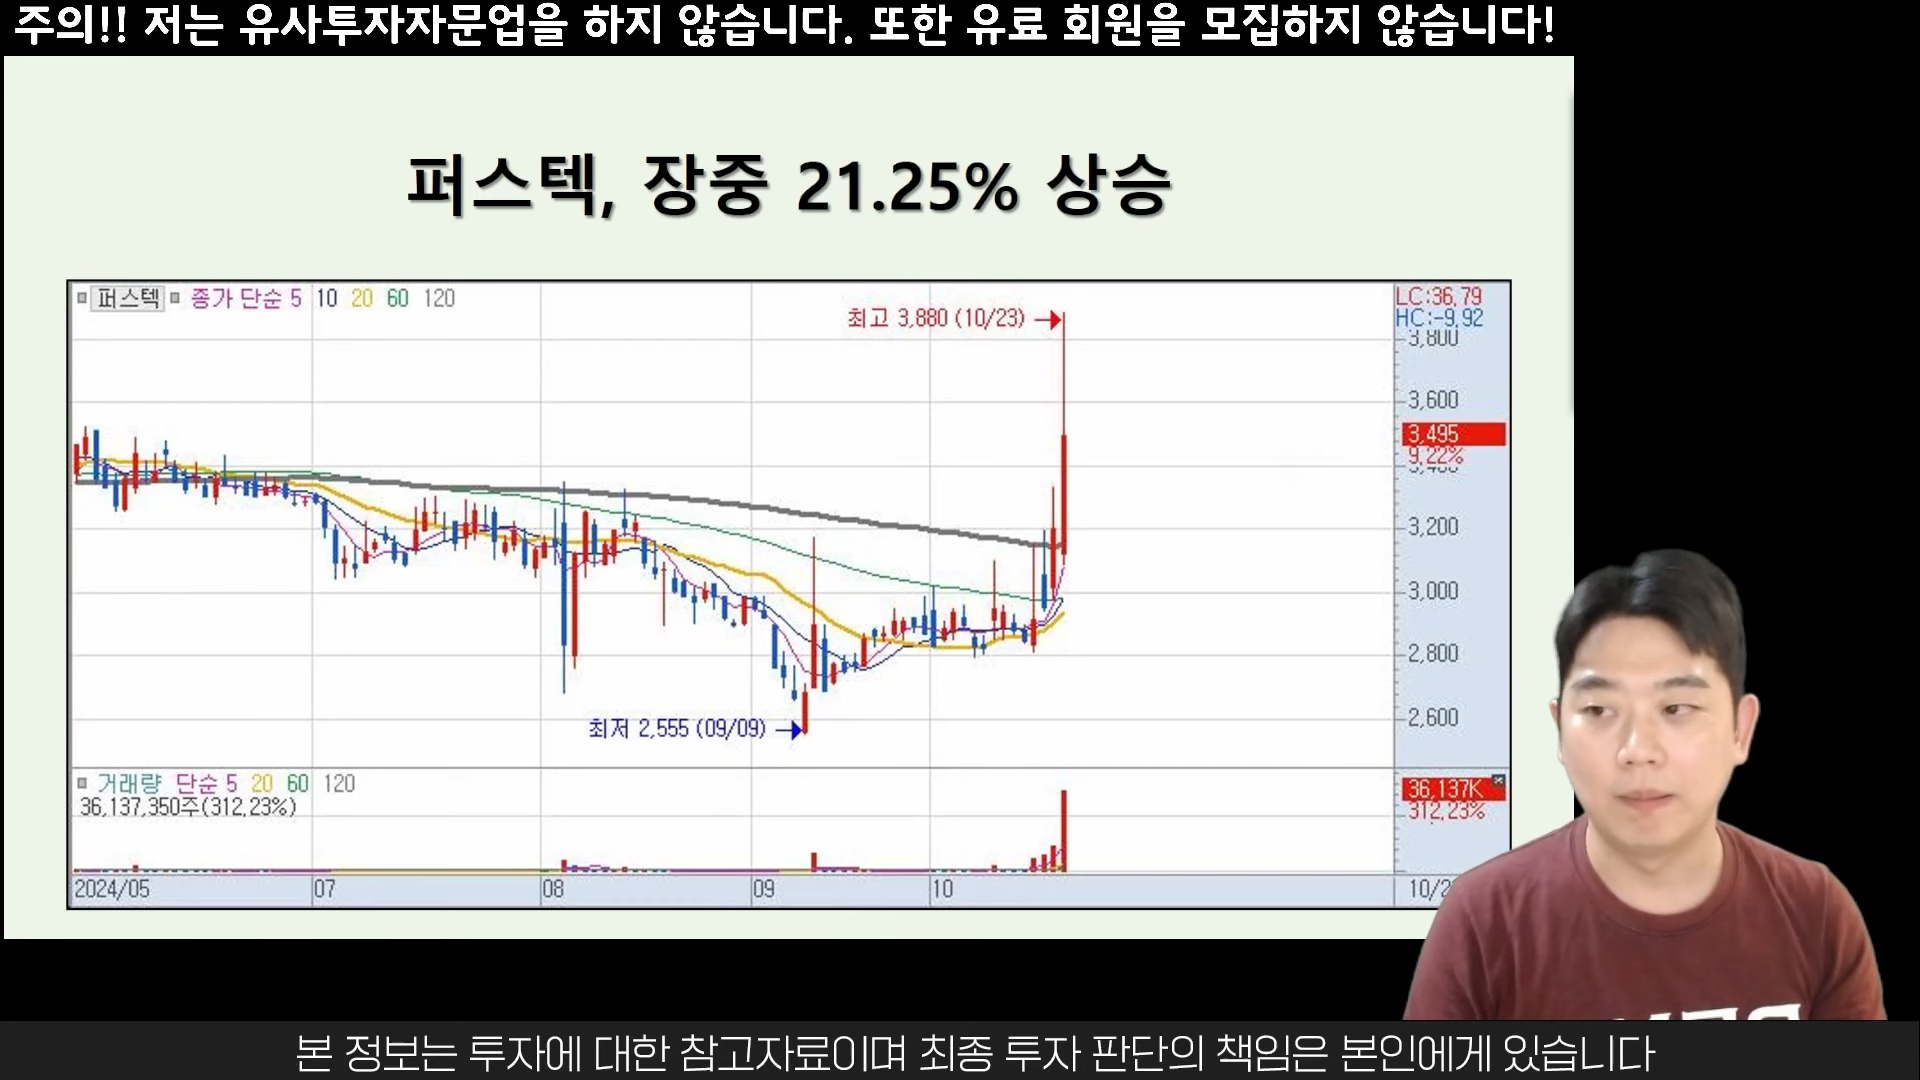 주의!! 저는 유사투자자문업을 하지 않습니다. 또한 유료 회원을 모집하지 않습니다!
퍼스텍, 장중 21.25% 상승
퍼스텍 종가 단순 5 10 20 60 120
LC:36,79
HC:-9,92
최고 3,880 (10/23)
3,800
3,600
3,495
9,22%
3,400
3,200
3,000
2,800
2,600
최저 2,555 (09/09)
거래량 단순 5 20 60 120
36,137,350주(312,23%)
36,137K
312,23%
2024/05 07 08 09 10
본 정보는 투자에 대한 참고자료이며 최종 투자 판단의 책임은 본인에게 있습니다